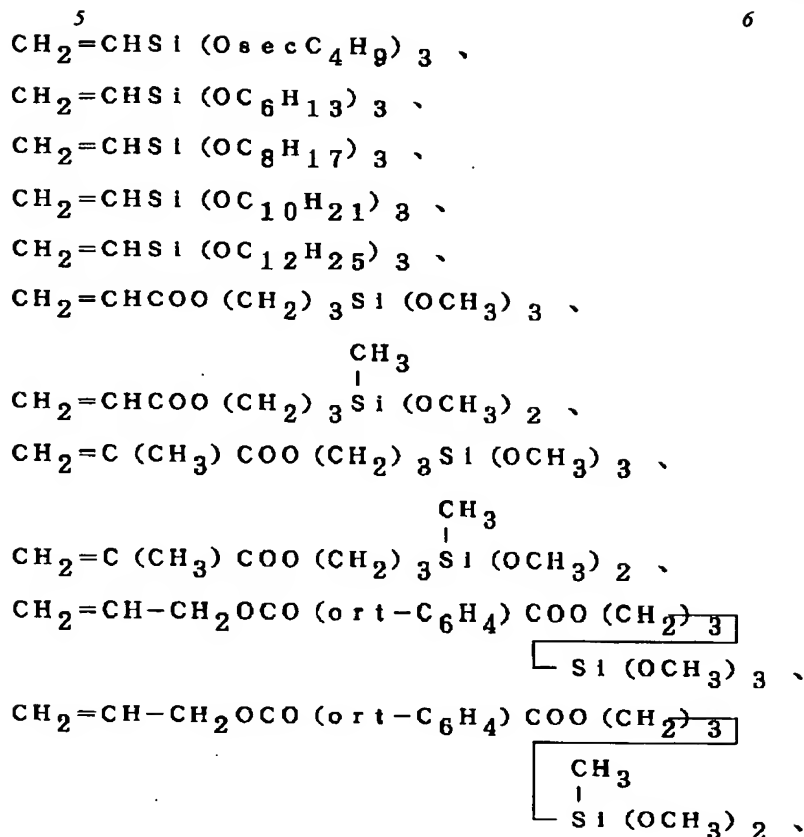 5 6
CH2=CHSi (OsecC4H9) 3 、
CH2=CHSi (OC6H13) 3 、
CH2=CHSi (OC8H17) 3 、
CH2=CHSi (OC10H21) 3 、
CH2=CHSi (OC12H25) 3 、
CH2=CHCOO (CH2) 3Si (OCH3) 3 、
CH3
CH2=CHCOO (CH2) 3Si (OCH3) 2 、
CH2=C (CH3) COO (CH2) 3Si (OCH3) 3 、
CH3
CH2=C (CH3) COO (CH2) 3Si (OCH3) 2 、
CH2=CH-CH2OCO (ort-C6H4) COO (CH2) 3
Si (OCH3) 3 、
CH2=CH-CH2OCO (ort-C6H4) COO (CH2) 3
CH3
Si (OCH3) 2 、